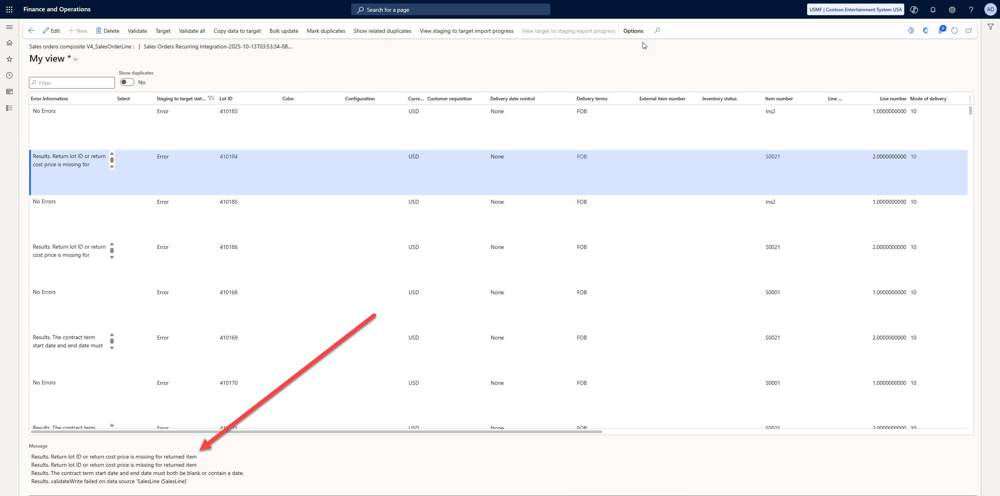 Finance and Operations
Search for a page
USMF | Contoso Entertainment System USA
?
AD
Edit
New
Delete
Validate
Target
Validate all
Copy data to target
Bulk update
Mark duplicates
Show related duplicates
View staging to target import progress
View target to staging export progress
Options
0
Sales orders composite V4_SalesOrderLine : | Sales Orders Recurring Integration-2025-10-13T03:53:34-8B...
My view *
Show duplicates
Filter
No
Error Information Select Staging to target stat... Lot ID Color Configuration Curre... Customer requisition Delivery date control Delivery terms External item number Inventory status Item number Line ... Line number Mode of delivery
No Errors Error 410183 USD None FOB Ins2 1.0000000000 10
Results. Return lot ID or return Error 410184 USD None FOB S0021 2.0000000000 10
cost price is missing for
No Errors Error 410185 USD None FOB Ins2 1.0000000000 10
Results. Return lot ID or return Error 410186 USD None FOB S0021 2.0000000000 10
cost price is missing for
No Errors Error 410168 USD None FOB S0001 1.0000000000 10
Results. The contract term Error 410169 USD None FOB S0021 2.0000000000 10
start date and end date must
No Errors Error 410170 USD None FOB S0001 1.0000000000 10
Results. The contract term Error USD None FOB S0021 2.0000000000 10
Message
Results. Return lot ID or return cost price is missing for returned item
Results. Return lot ID or return cost price is missing for returned item
Results. The contract term start date and end date must both be blank or contain a date.
Results. validateWrite failed on data source 'SalesLine (SalesLine)'